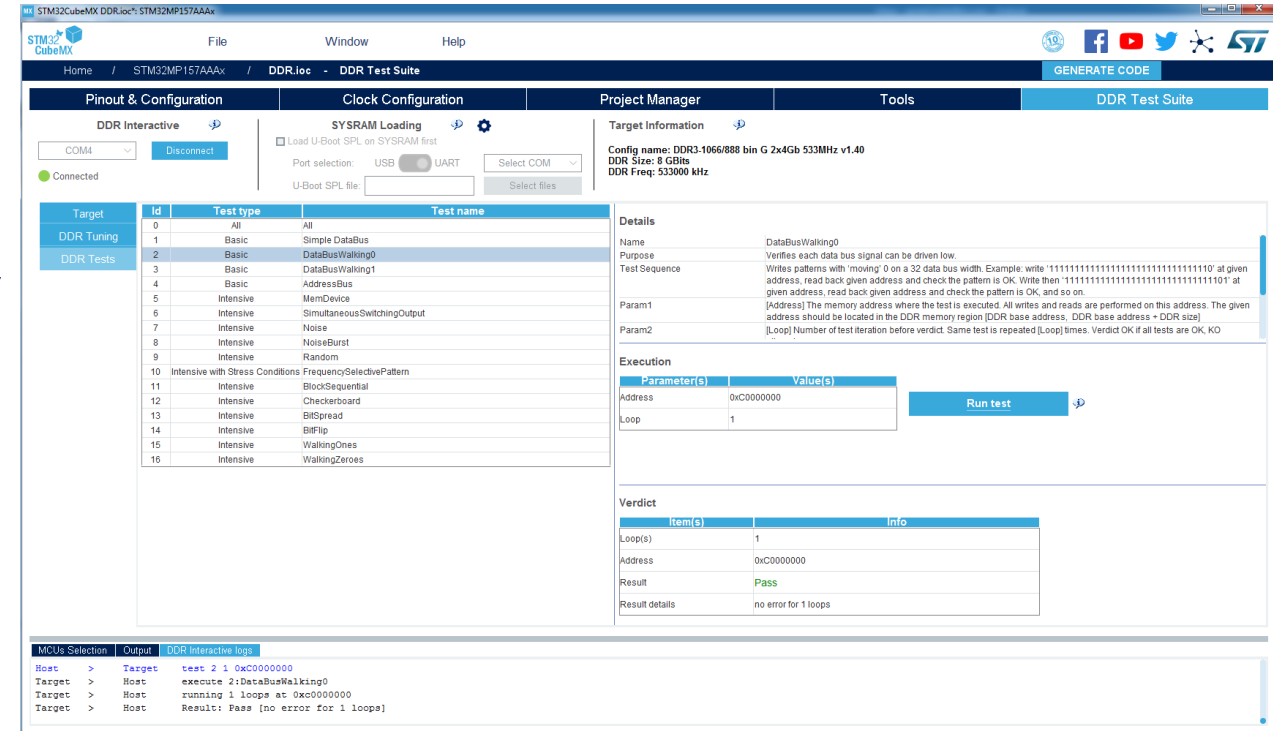 MX STM32CubeMX DDR.ioc*: STM32MP157AAAx
STM32 CubeMX
File Window Help
10
Home / STM32MP157AAAx / DDR.ioc - DDR Test Suite
GENERATE CODE
Pinout & Configuration Clock Configuration Project Manager Tools DDR Test Suite
DDR Interactive
COM4 Disconnect
Connected
SYSRAM Loading
Load U-Boot SPL on SYSRAM first
Port selection: USB UART Select COM
U-Boot SPL file: Select files
Target Information
Config name: DDR3-1066/888 bin G 2x4Gb 533MHz v1.40
DDR Size: 8 GBits
DDR Freq: 533000 kHz
Target
DDR Tuning
DDR Tests
Id Test type Test name
0 All All
1 Basic Simple DataBus
2 Basic DataBusWalking0
3 Basic DataBusWalking1
4 Basic AddressBus
5 Intensive MemDevice
6 Intensive SimultaneousSwitchingOutput
7 Intensive Noise
8 Intensive NoiseBurst
9 Intensive Random
10 Intensive with Stress Conditions FrequencySelectivePattern
11 Intensive BlockSequential
12 Intensive Checkerboard
13 Intensive BitSpread
14 Intensive BitFlip
15 Intensive WalkingOnes
16 Intensive WalkingZeroes
Details
Name DataBusWalking0
Purpose Verifies each data bus signal can be driven low.
Test Sequence Writes patterns with 'moving' 0 on a 32 data bus width. Example: write '11111111111111111111111111111110' at given
address, read back given address and check the pattern is OK. Write then '11111111111111111111111111111101' at
given address, read back given address and check the pattern is OK, and so on.
Param1 [Address] The memory address where the test is executed. All writes and reads are performed on this address. The given
address should be located in the DDR memory region [DDR base address, DDR base address + DDR size]
Param2 [Loop] Number of test iteration before verdict. Same test is repeated [Loop] times. Verdict OK if all tests are OK, KO
Execution
Parameter(s) Value(s)
Address 0xC0000000
Loop 1
Run test
Verdict
Item(s) Info
Loop(s) 1
Address 0xC0000000
Result Pass
Result details no error for 1 loops
MCUs Selection Output DDR Interactive logs
Host > Target test 2 1 0xC0000000
Target > Host execute 2:DataBusWalking0
Target > Host running 1 loops at 0xc0000000
Target > Host Result: Pass [no error for 1 loops]